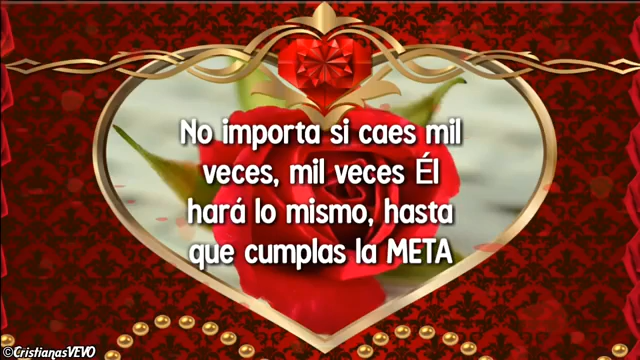 No importa si caes mil
veces, mil veces Él
hará lo mismo, hasta
que cumplas la META
©CristianasVEVO